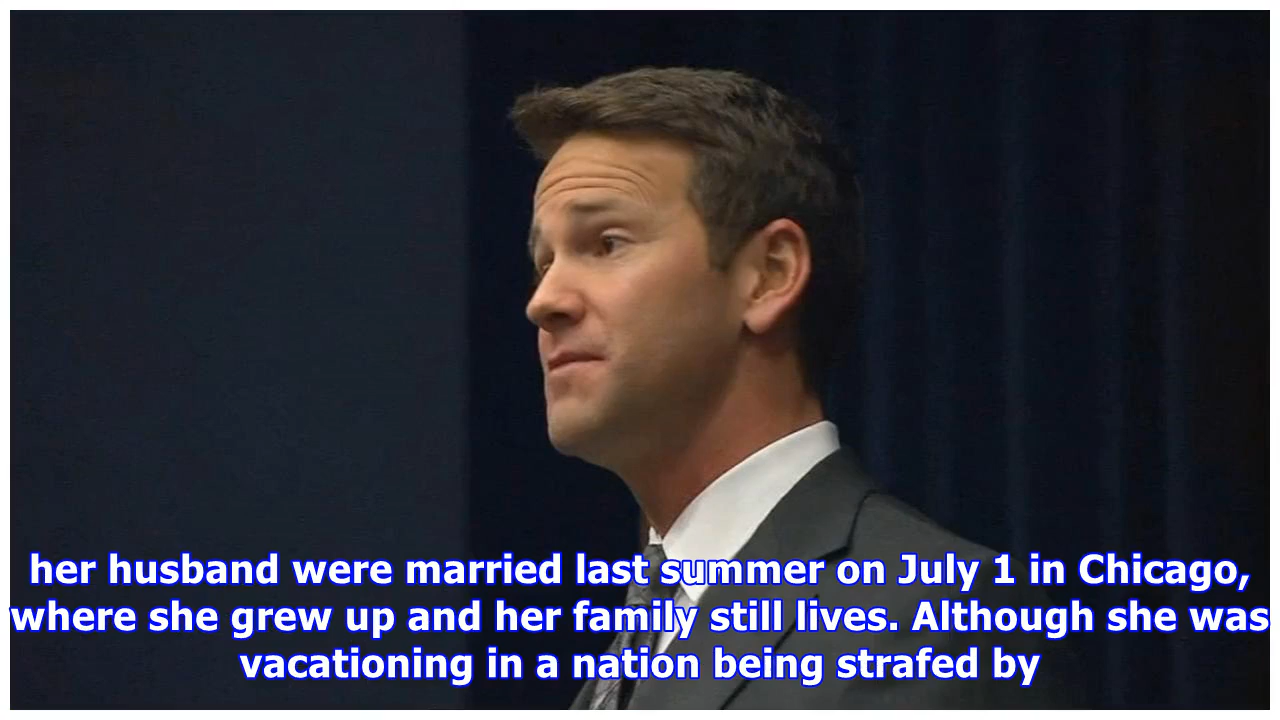 her husband were married last summer on July 1 in Chicago,
where she grew up and her family still lives. Although she was
vacationing in a nation being strafed by